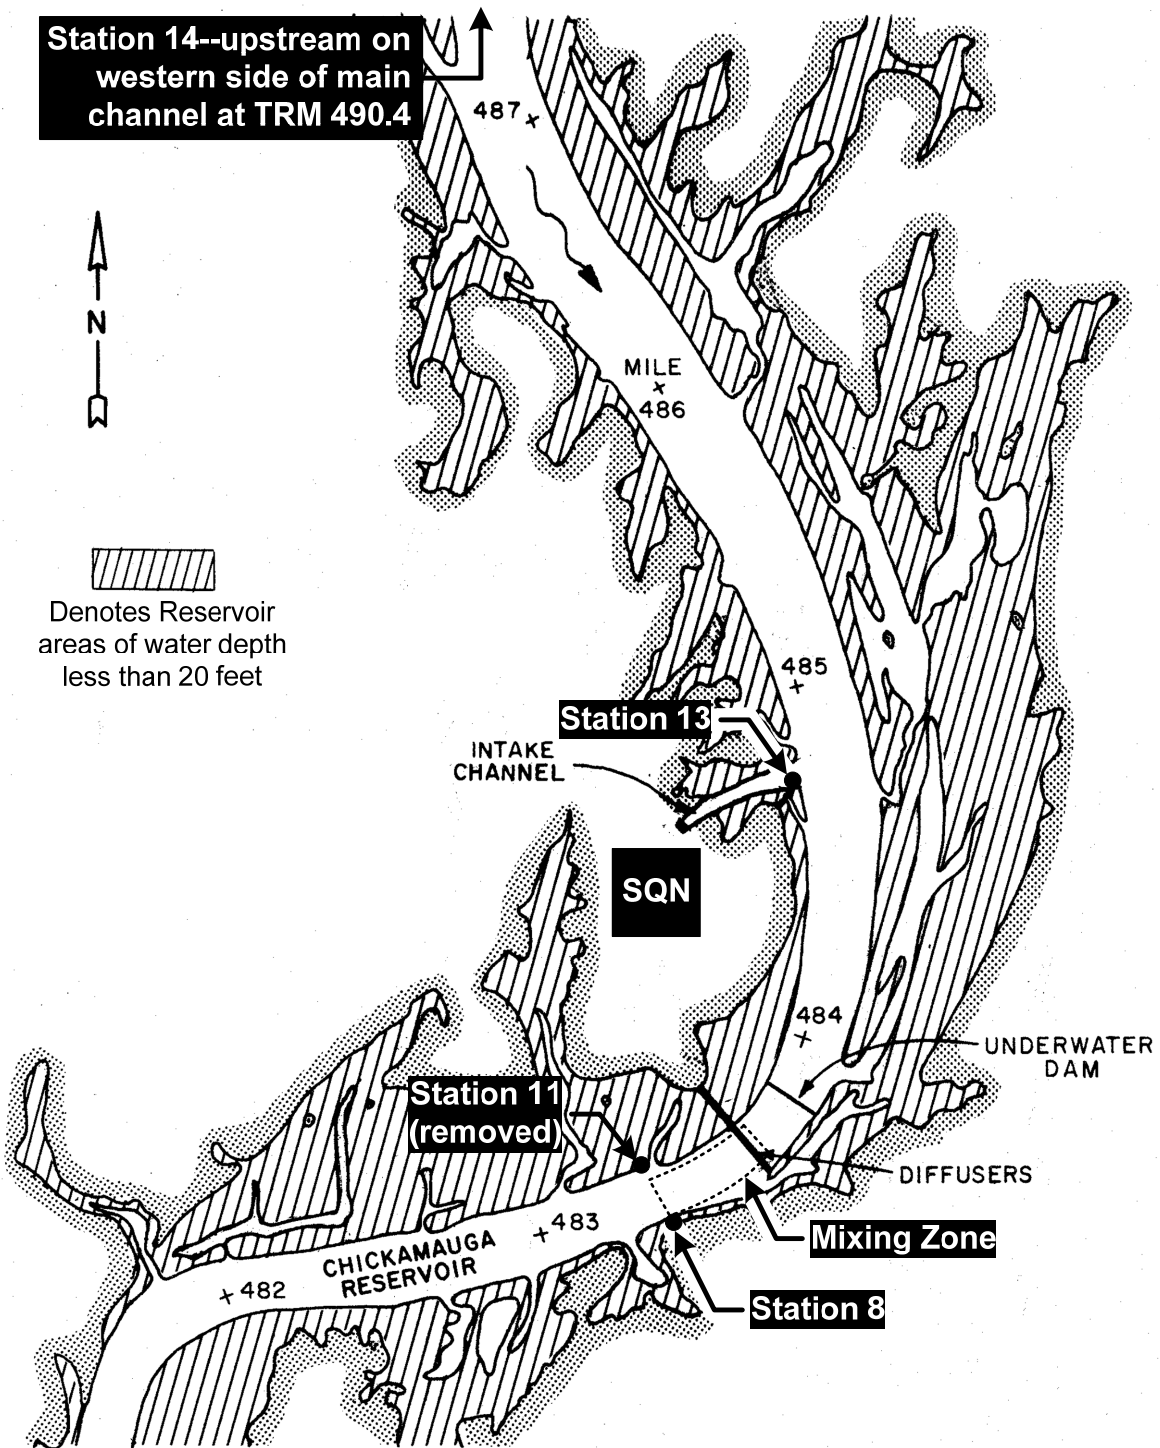 Station 14--upstream on
western side of main
channel at TRM 490.4
487
N
MILE
486
Denotes Reservoir
areas of water depth
less than 20 feet
485
Station 13
INTAKE
CHANNEL
SQN
484
UNDERWATER
DAM
Station 11
(removed)
DIFFUSERS
483
Mixing Zone
CHICKAMAUGA
RESERVOIR
482
Station 8